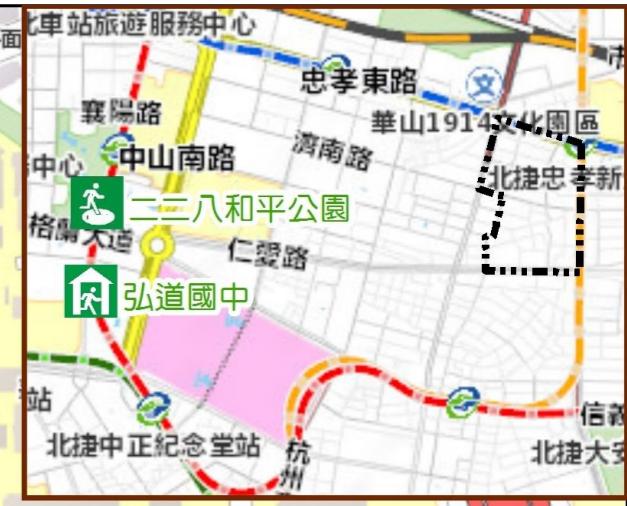 北車站旅遊服務中心
面
忠孝東路
市
襄陽路
文
華山1914文化園區
濟南路
中心
中山南路
北捷忠孝新
二二八和平公園
格蘭大道
仁愛路
弘道國中
站
信義
北捷中正紀念堂站
杭州
北捷大安